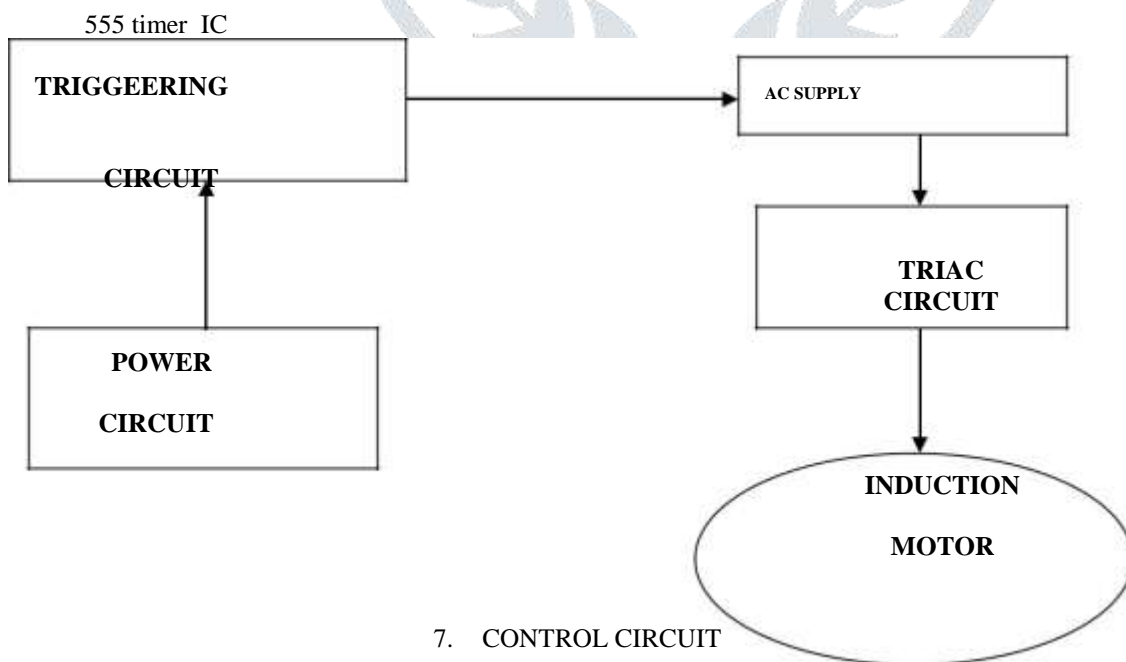 555 timer IC
TRIGGEERING
CIRCUIT
AC SUPPLY
TRIAC
CIRCUIT
POWER
CIRCUIT
INDUCTION
MOTOR
7. CONTROL CIRCUIT